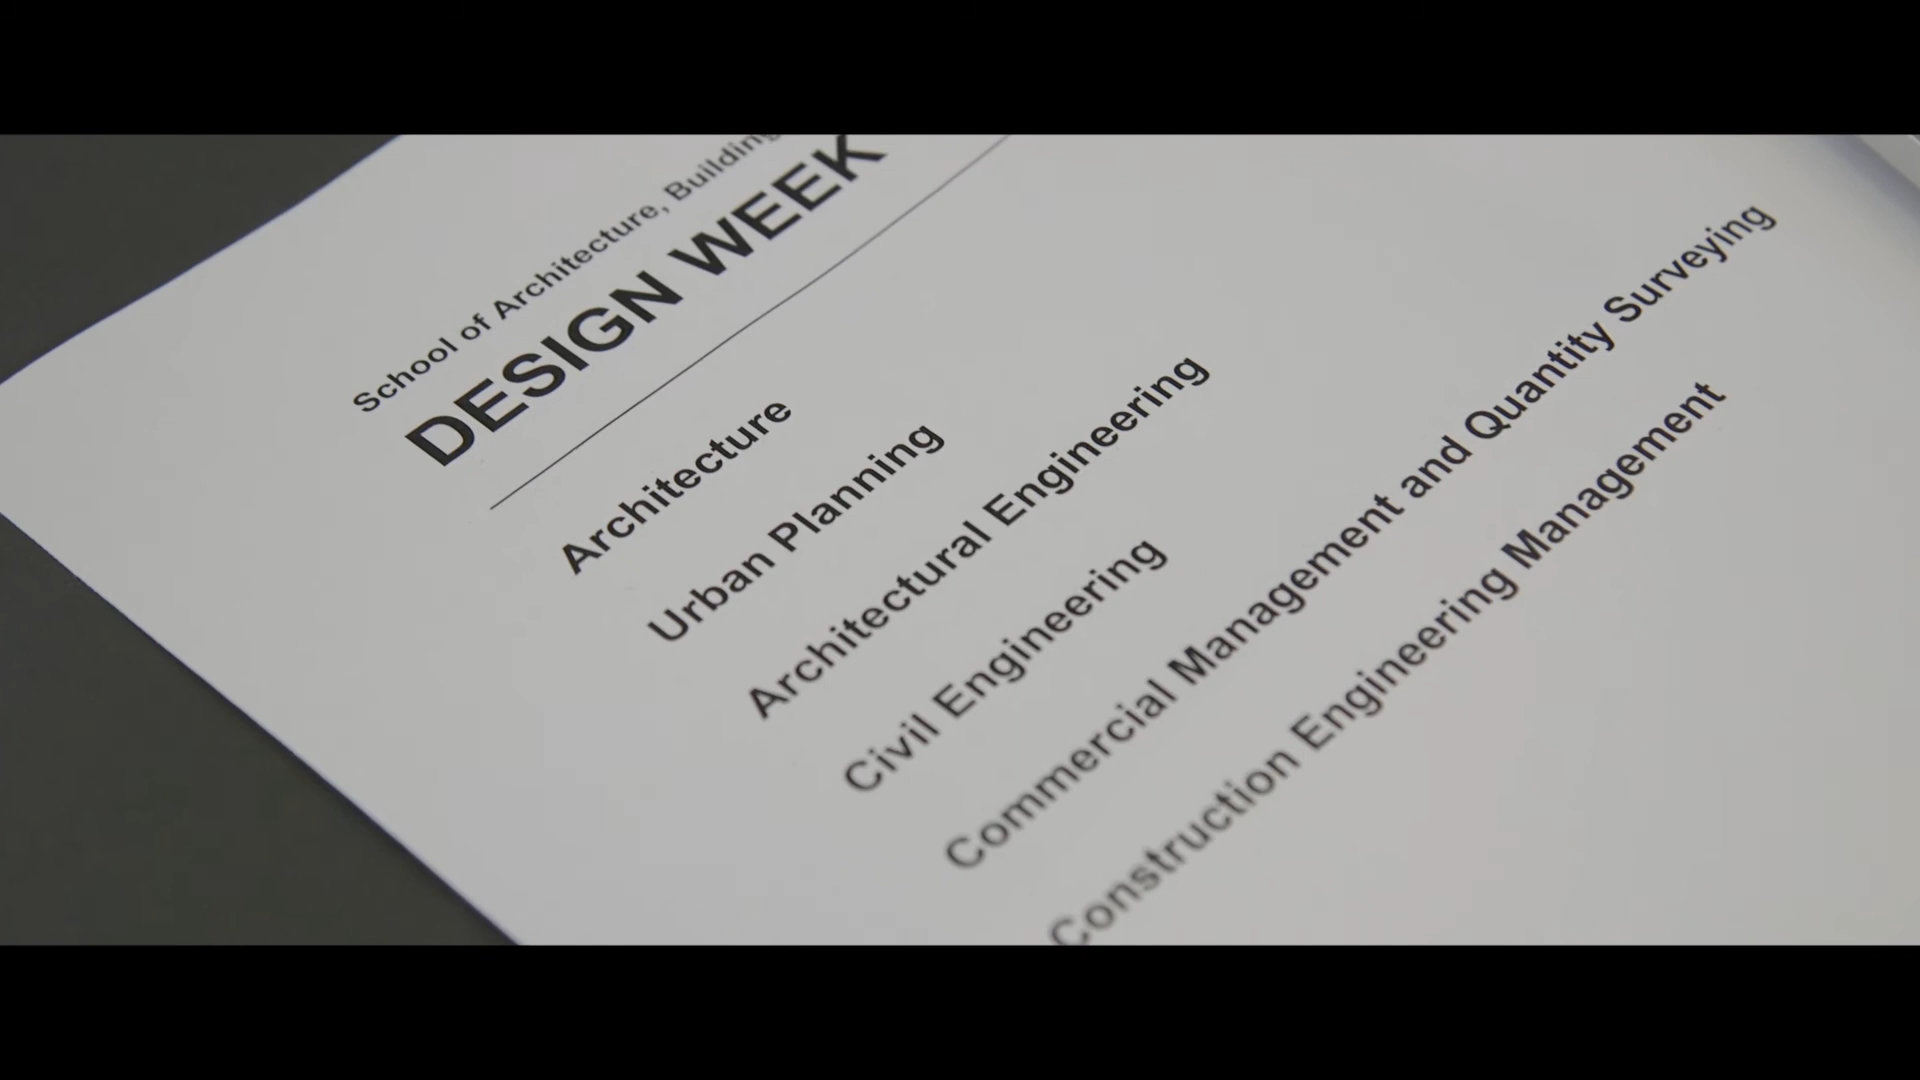 School of Architecture, Building
DESIGN WEEK
Architecture
Urban Planning
Architectural Engineering
Civil Engineering
Commercial Management and Quantity Surveying
Construction Engineering Management